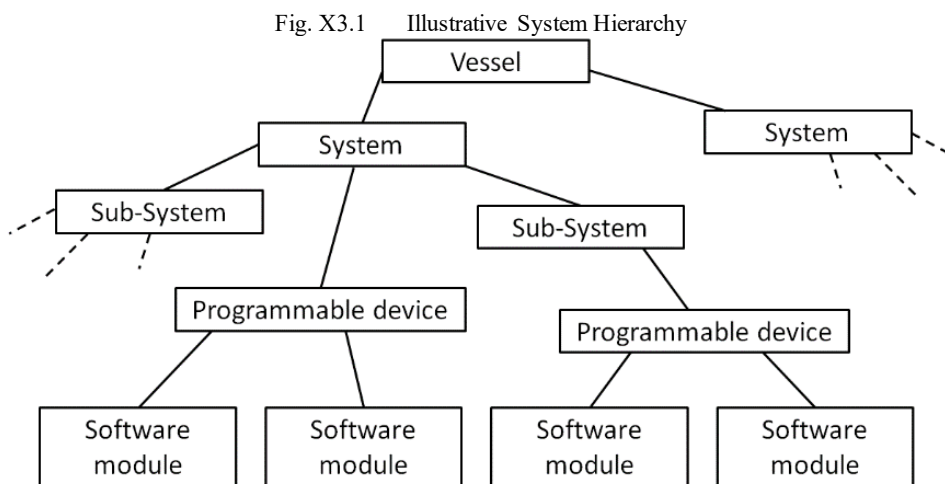 Fig. X3.1 Illustrative System Hierarchy
Vessel
System
System
Sub-System
Sub-System
Programmable device
Programmable device
Software
module
Software
module
Software
module
Software
module